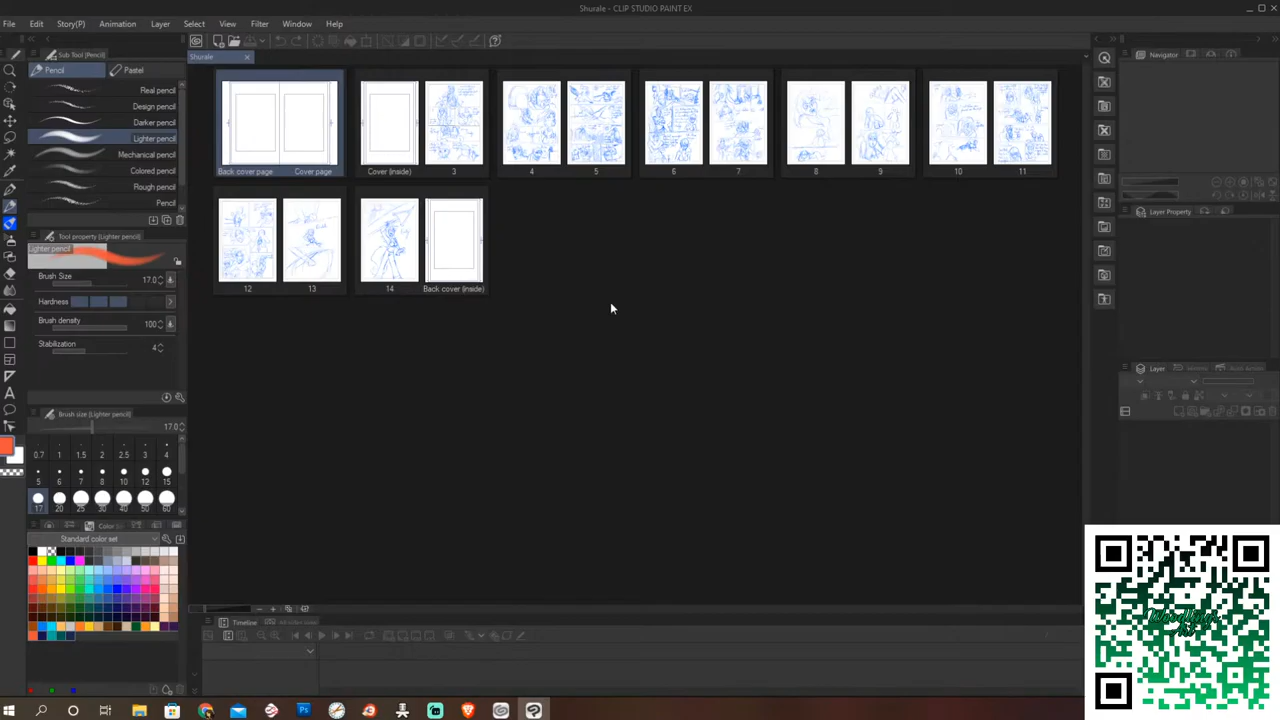 Shurale - CLIP STUDIO PAINT EX
File Edit Story(P) Animation Layer Select View Filter Window Help
Sub Tool [Pencil]
Shurale
Navigator
Pencil Pastel
Real pencil
Design pencil
Darker pencil
Lighter pencil
Mechanical pencil
Colored pencil
Rough pencil
Pencil
Back cover page Cover page Cover (inside) 3 4 5 6 7 8 9 10 11
12 13 14 Back cover (inside)
Tool property [Lighter pencil]
Lighter pencil
Brush Size 17.0
Hardness
Brush density 100
Stabilization 4
Brush size [Lighter pencil]
17.0
0.7 1 1.5 2 2.5 3 4
5 6 7 8 10 12 15
17 20 25 30 40 50 60
Standard color set
Timeline
Layer Property
Layer
Woodlings
Art